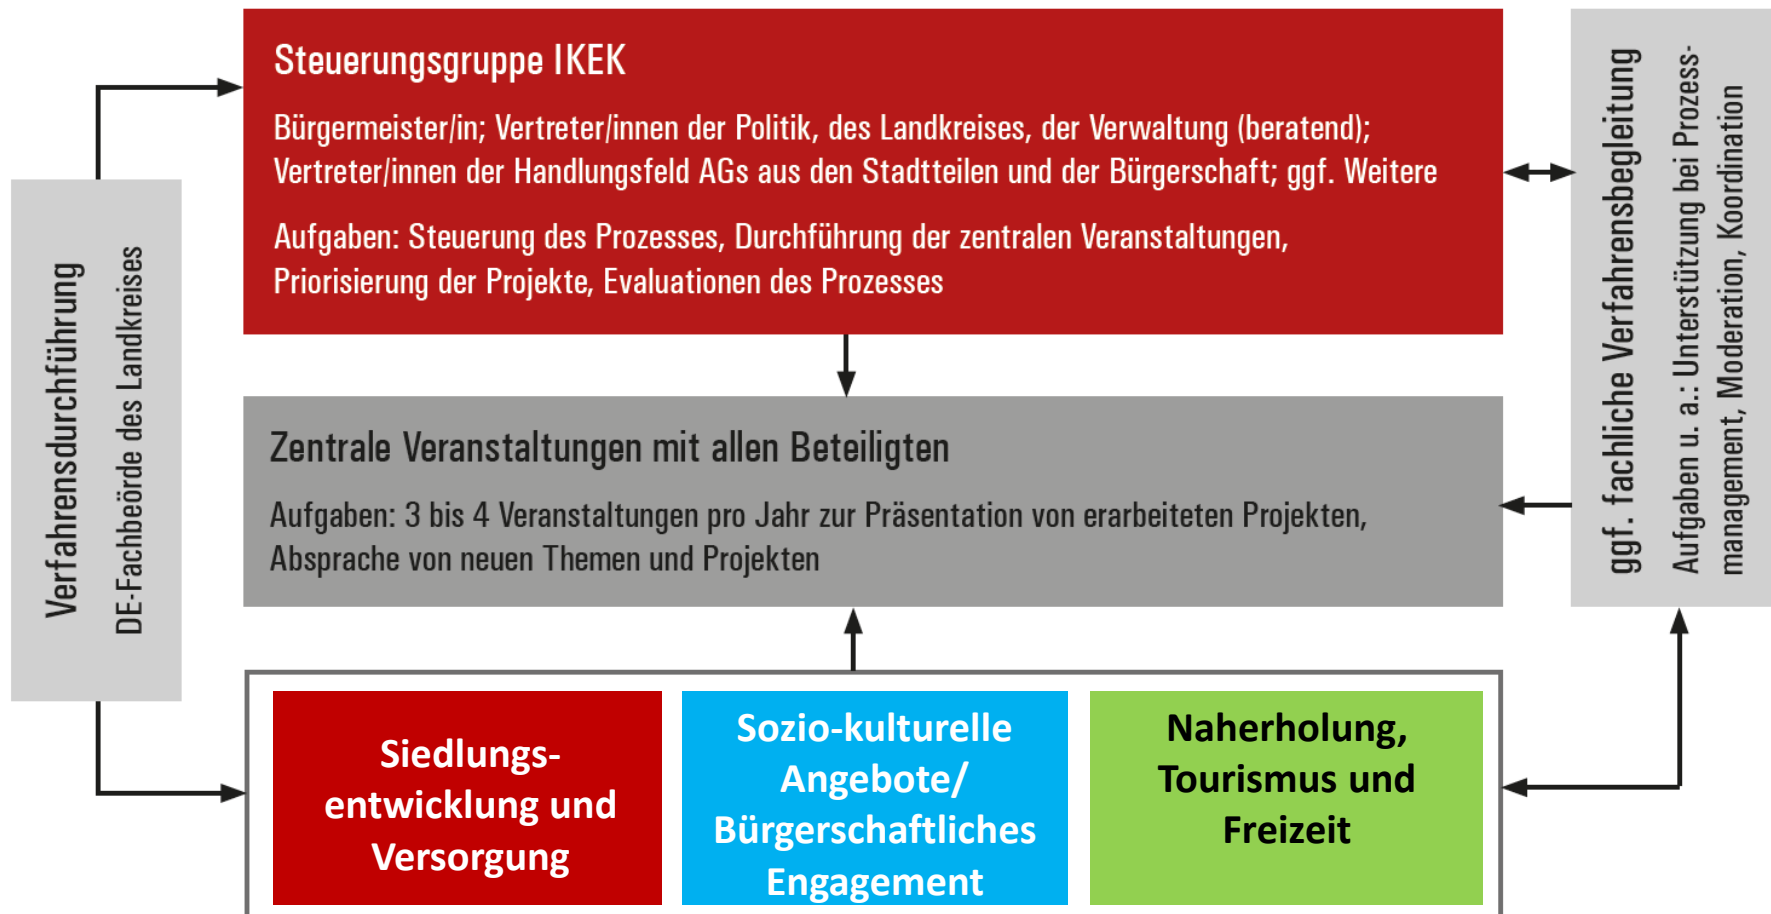 Steuerungsgruppe IKEK
Bürgermeister/in; Vertreter/innen der Politik, des Landkreises, der Verwaltung (beratend);
Vertreter/innen der Handlungsfeld AGs aus den Stadtteilen und der Bürgerschaft; ggf. Weitere
Aufgaben: Steuerung des Prozesses, Durchführung der zentralen Veranstaltungen,
Priorisierung der Projekte, Evaluationen des Prozesses
Verfahrensdurchführung
DE-Fachbeörde des Landkreises
ggf. fachliche Verfahrensbegleitung
Aufgaben u. a.: Unterstützung bei Prozess-
management, Moderation, Koordination
Zentrale Veranstaltungen mit allen Beteiligten
Aufgaben: 3 bis 4 Veranstaltungen pro Jahr zur Präsentation von erarbeiteten Projekten,
Absprache von neuen Themen und Projekten
Siedlungs-
entwicklung und
Versorgung
Sozio-kulturelle
Angebote/
Bürgerschaftliches
Engagement
Naherholung,
Tourismus und
Freizeit